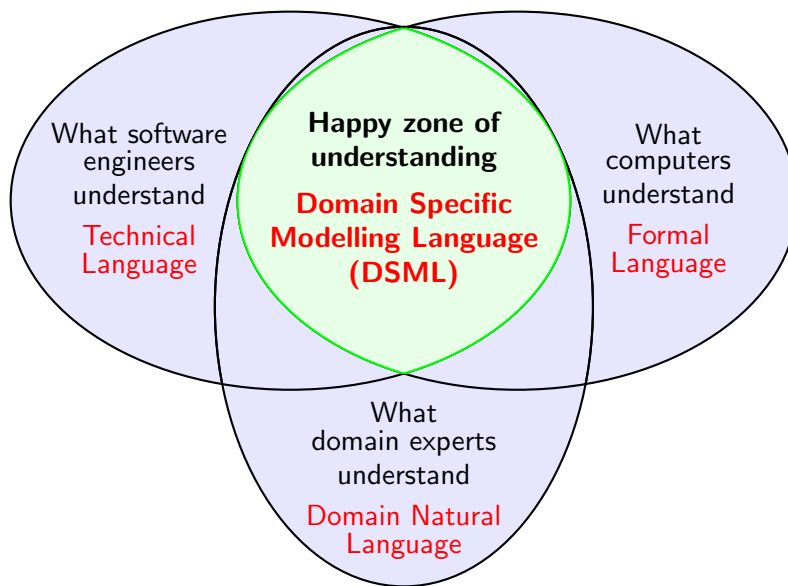 What software
engineers
understand
Technical
Language
Happy zone of
understanding
Domain Specific
Modelling Language
(DSML)
What
computers
understand
Formal
Language
What
domain experts
understand
Domain Natural
Language